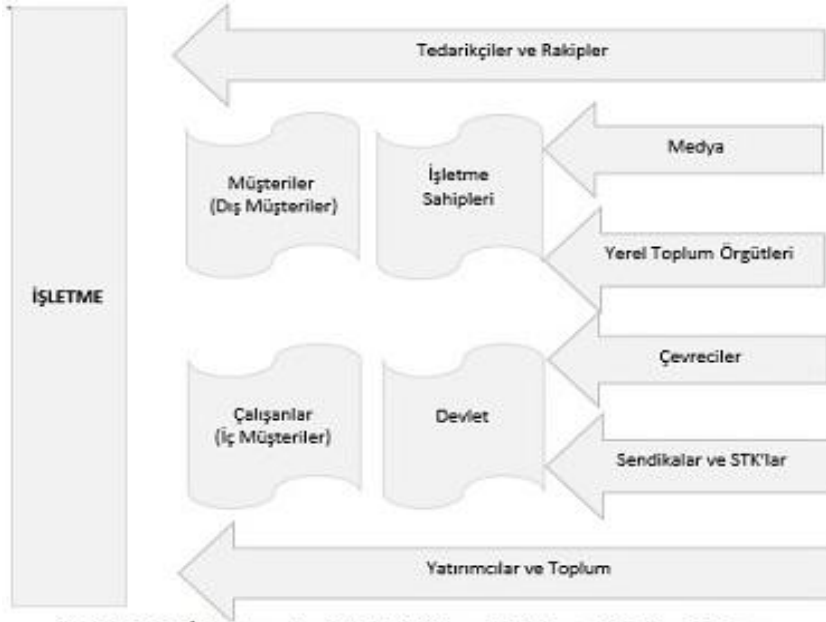 Tedarikçiler ve Rakipler
Medya
Müşteriler
(Dış Müşteriler)
İşletme
Sahipleri
Yerel Toplum Örgütleri
İŞLETME
Çevreciler
Çalışanlar
(İç Müşteriler)
Devlet
Sendikalar ve STK'lar
Yatırımcılar ve Toplum